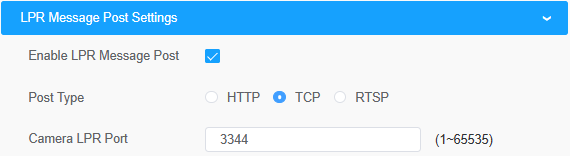 LPR Message Post Settings
Enable LPR Message Post
Post Type HTTP TCP RTSP
Camera LPR Port 3344 (1~65535)